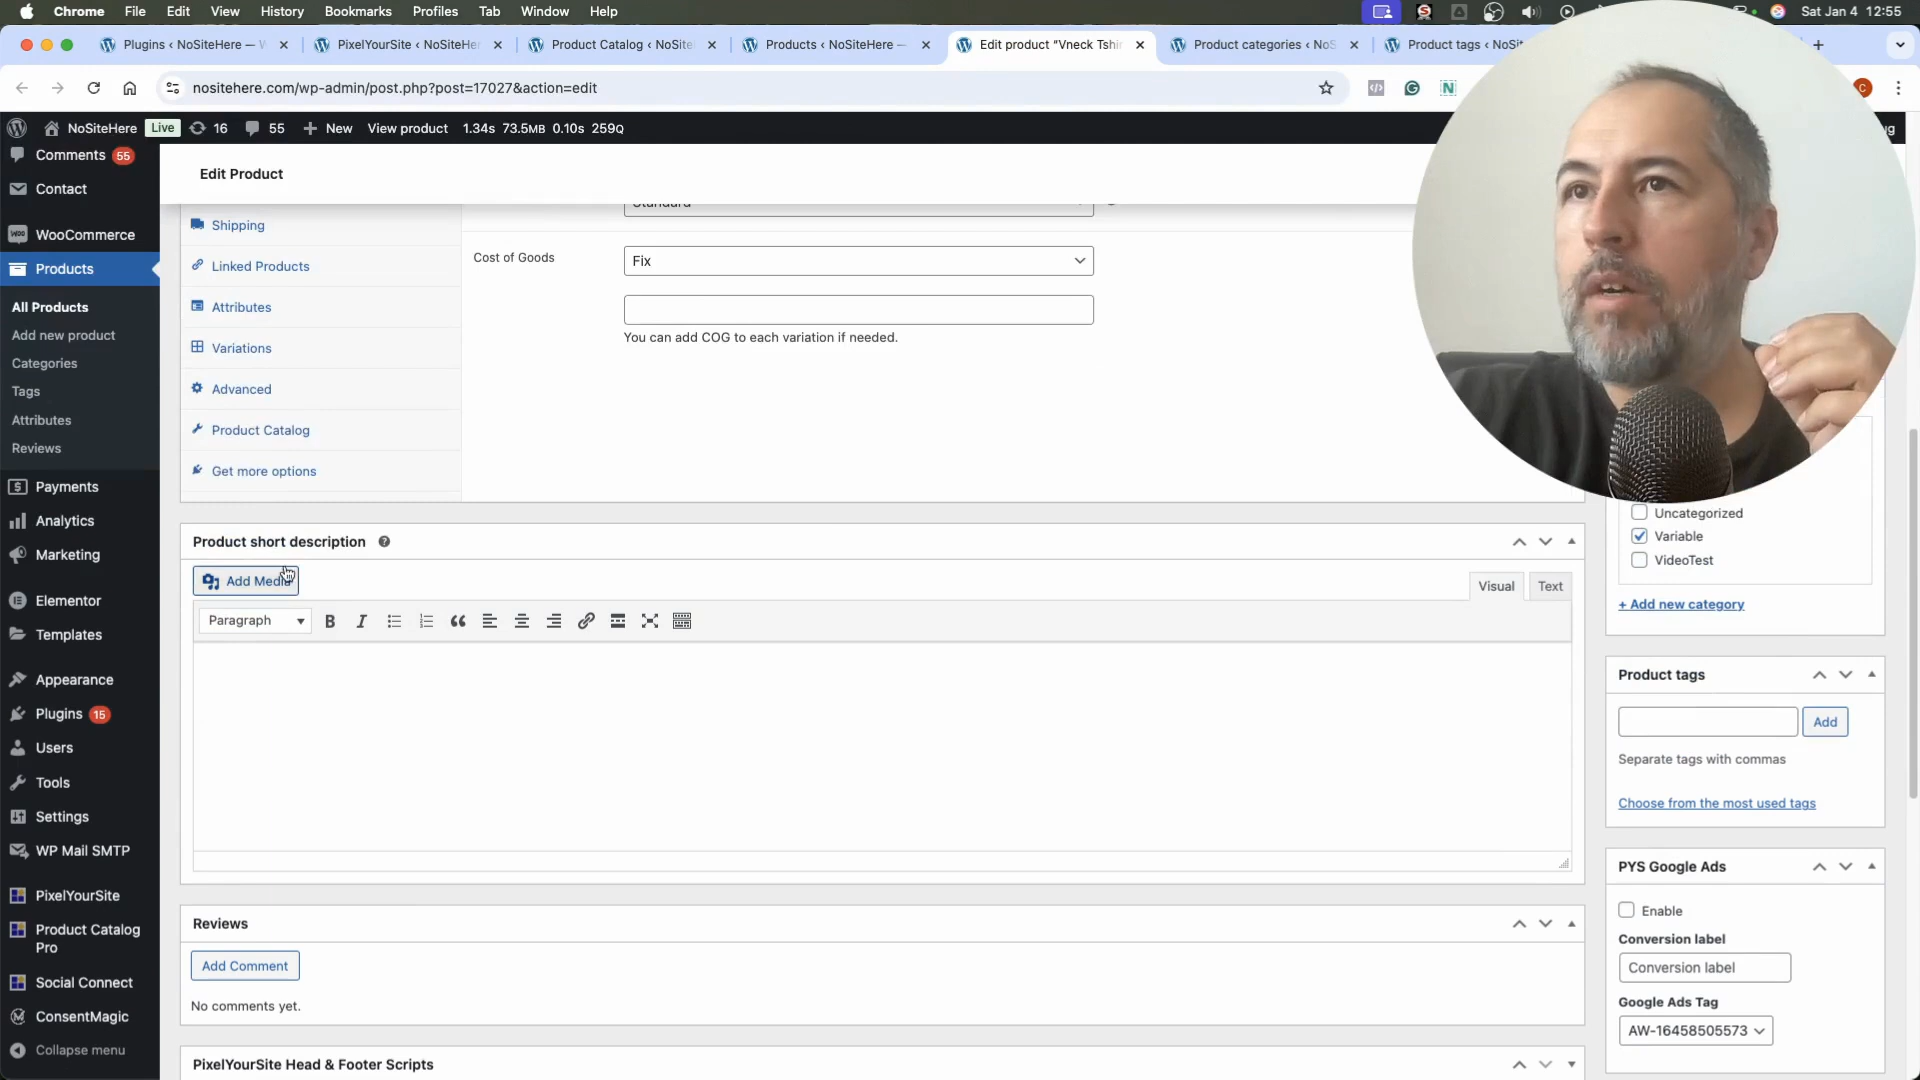 Chrome File Edit View History Bookmarks Profiles Tab Window Help
Sat Jan 4 12:55
Plugins ‹ NoSiteHere — W
PixelYourSite ‹ NoSiteHer
Product Catalog ‹ NoSite
Products ‹ NoSiteHere —
Edit product "Vneck Tshir
Product categories ‹ NoS
Product tags ‹ NoSit
nositehere.com/wp-admin/post.php?post=17027&action=edit
NoSiteHere Live 16 55 New View product 1.34s 73.5MB 0.10s 259Q
Comments 55
Contact
WooCommerce
Products
All Products
Add new product
Categories
Tags
Attributes
Reviews
Payments
Analytics
Marketing
Elementor
Templates
Appearance
Plugins 15
Users
Tools
Settings
WP Mail SMTP
PixelYourSite
Product Catalog
Pro
Social Connect
ConsentMagic
Collapse menu
Edit Product
Shipping
Linked Products
Attributes
Variations
Advanced
Product Catalog
Get more options
Standard
Cost of Goods
Fix
You can add COG to each variation if needed.
Product short description
Add Media
Visual Text
Paragraph
Reviews
Add Comment
No comments yet.
PixelYourSite Head & Footer Scripts
Uncategorized
Variable
VideoTest
+ Add new category
Product tags
Add
Separate tags with commas
Choose from the most used tags
PYS Google Ads
Enable
Conversion label
Conversion label
Google Ads Tag
AW-16458505573